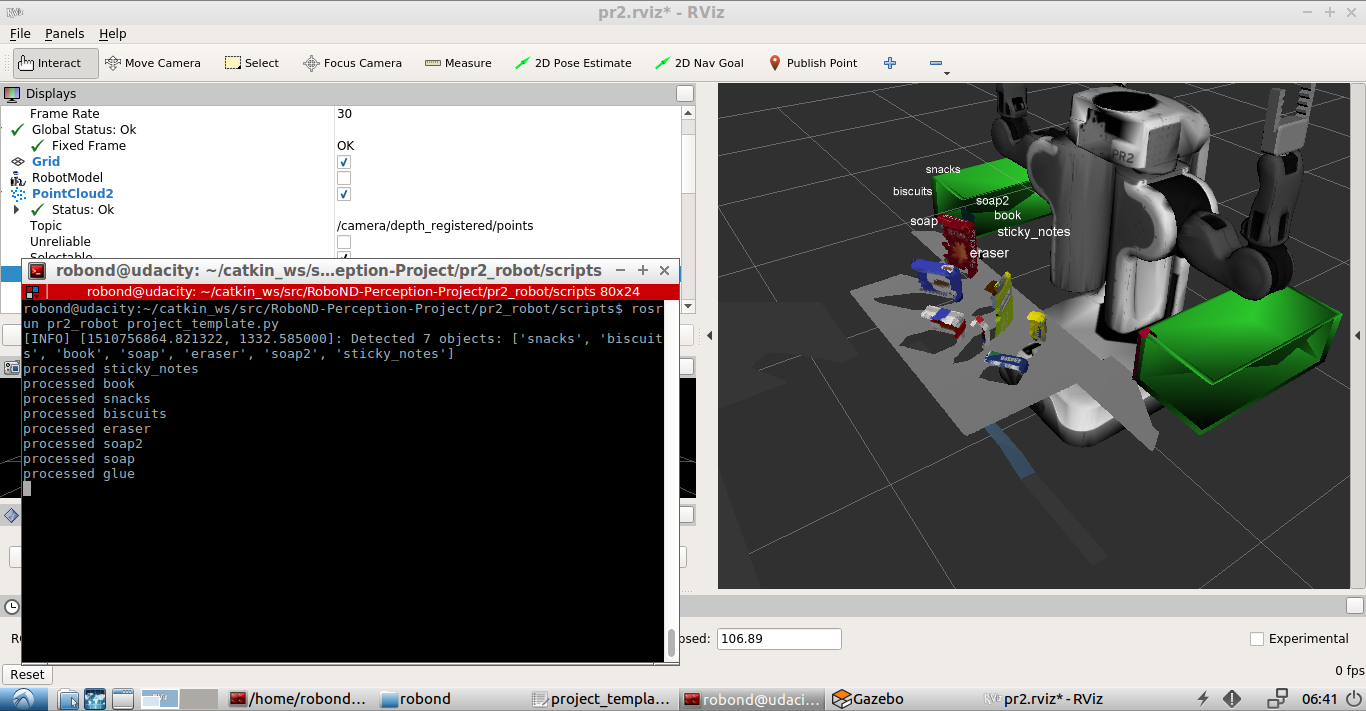 RViz pr2.rviz* - RViz
File Panels Help
Interact Move Camera Select Focus Camera Measure 2D Pose Estimate 2D Nav Goal Publish Point
Displays
Frame Rate 30
Global Status: Ok
Fixed Frame OK
Grid
RobotModel
PointCloud2
Status: Ok
Topic /camera/depth_registered/points
Unreliable
Selectable
robond@udacity: ~/catkin_ws/s...eption-Project/pr2_robot/scripts
robond@udacity: ~/catkin_ws/src/RoboND-Perception-Project/pr2_robot/scripts 80x24
robond@udacity:~/catkin_ws/src/RoboND-Perception-Project/pr2_robot/scripts$ rosr
un pr2_robot project_template.py
[INFO] [1510756864.821322, 1332.585000]: Detected 7 objects: ['snacks', 'biscuit
s', 'book', 'soap', 'eraser', 'soap2', 'sticky_notes']
processed sticky_notes
processed book
processed snacks
processed biscuits
processed eraser
processed soap2
processed soap
processed glue
PR2
snacks
biscuits
soap2
soap
book
sticky_notes
eraser
psed: 106.89
Experimental
Reset
0 fps
/home/robond... robond project_templa... robond@udaci... Gazebo pr2.rviz* - RViz 06:41